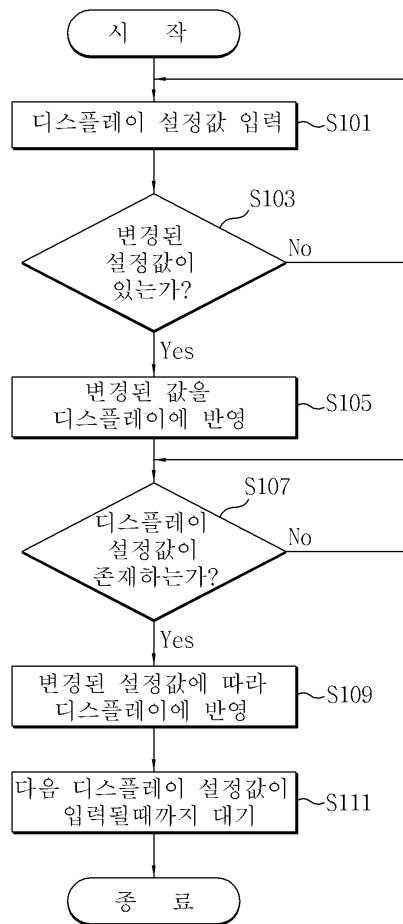 시 작
디스플레이 설정값 입력
S101
S103
변경된
설정값이
있는가?
No
Yes
변경된 값을
디스플레이에 반영
S105
S107
디스플레이
설정값이
존재하는가?
No
Yes
변경된 설정값에 따라
디스플레이에 반영
S109
다음 디스플레이 설정값이
입력될때까지 대기
S111
종 료